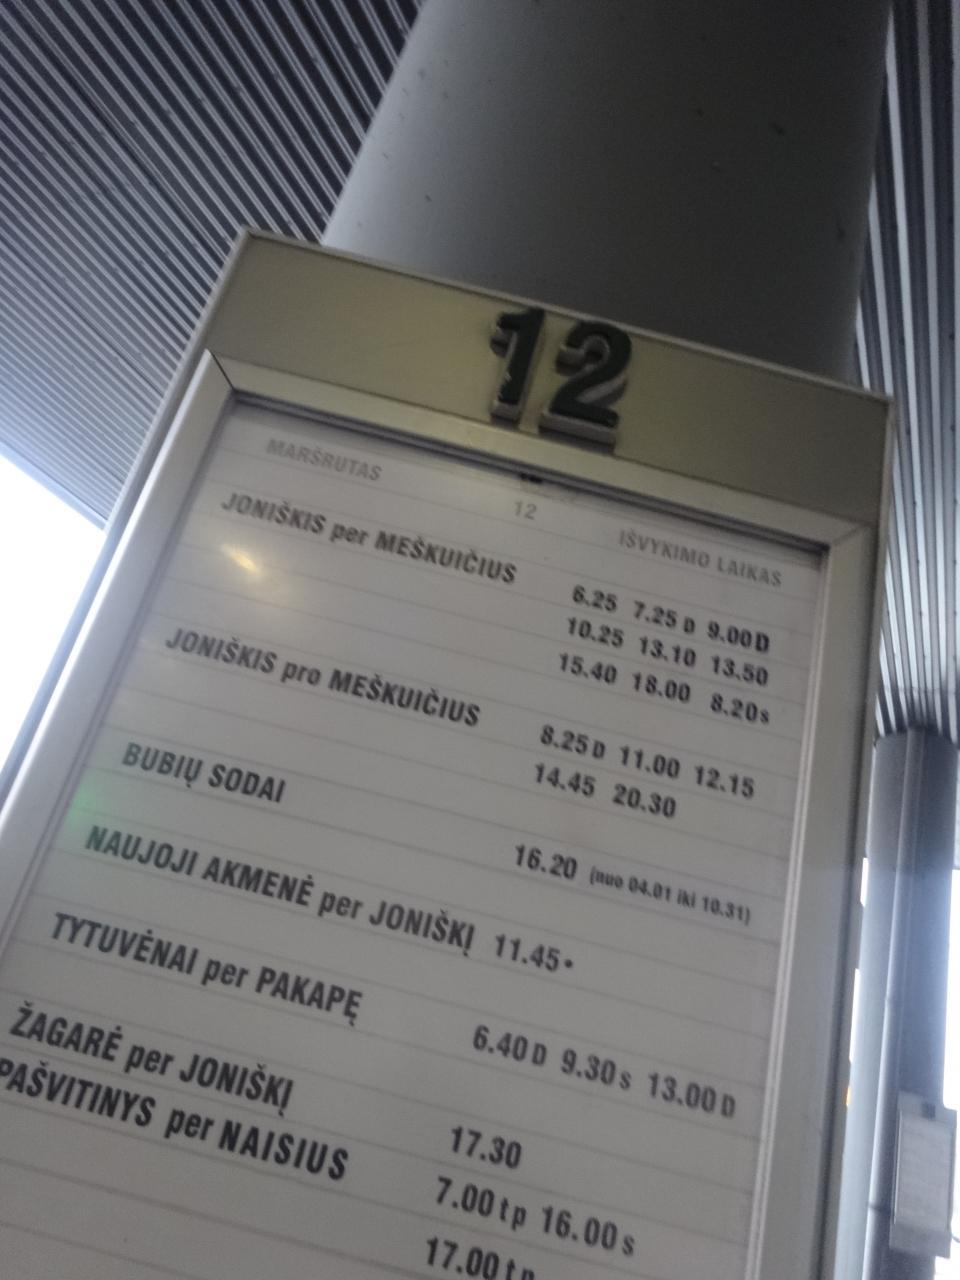 12
MARŠRUTAS 12 IŠVYKIMO LAIKAS
JONIŠKIS per MEŠKUIČIUS 6.25 7.25 D 9.00 D
10.25 13.10 13.50
15.40 18.00 8.20 s
JONIŠKIS pro MEŠKUIČIUS 8.25 D 11.00 12.15
14.45 20.30
BUBIŲ SODAI 16.20 (nuo 04.01 iki 10.31)
NAUJOJI AKMENĖ per JONIŠKĮ 11.45 •
TYTUVĖNAI per PAKAPĘ 6.40 D 9.30 s 13.00 D
ŽAGARĖ per JONIŠKĮ 17.30
PAŠVITINYS per NAISIUS 7.00 t p 16.00 s
17.00 t p